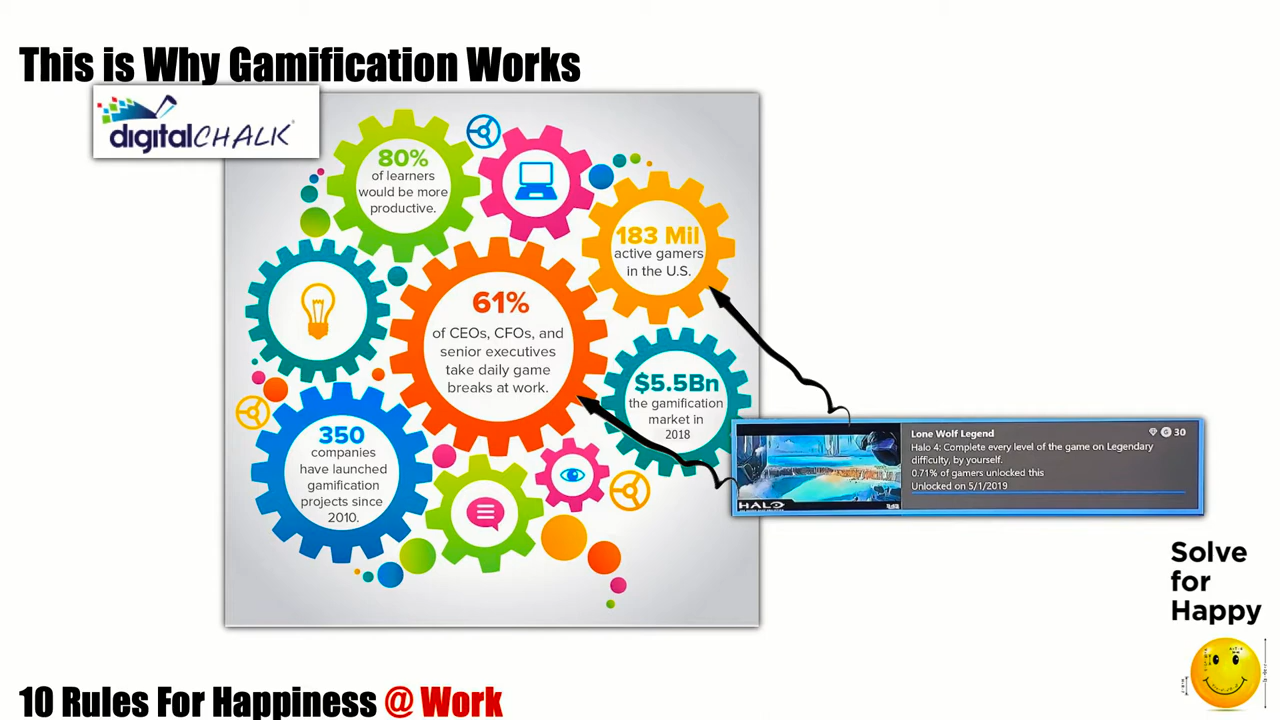 This is Why Gamification Works
digitalCHALK
80%
of learners
would be more
productive.
183 Mil
active gamers
in the U.S.
61%
of CEOs, CFOs, and
senior executives
take daily game
breaks at work.
$5.5Bn
the gamification
market in
2018
350
companies
have launched
gamification
projects since
2010.
Lone Wolf Legend
G 30
Halo 4: Complete every level of the game on Legendary
difficulty, by yourself.
0.71% of gamers unlocked this
Unlocked on 5/1/2019
HALO
Solve
for
Happy
10 Rules For Happiness @ Work